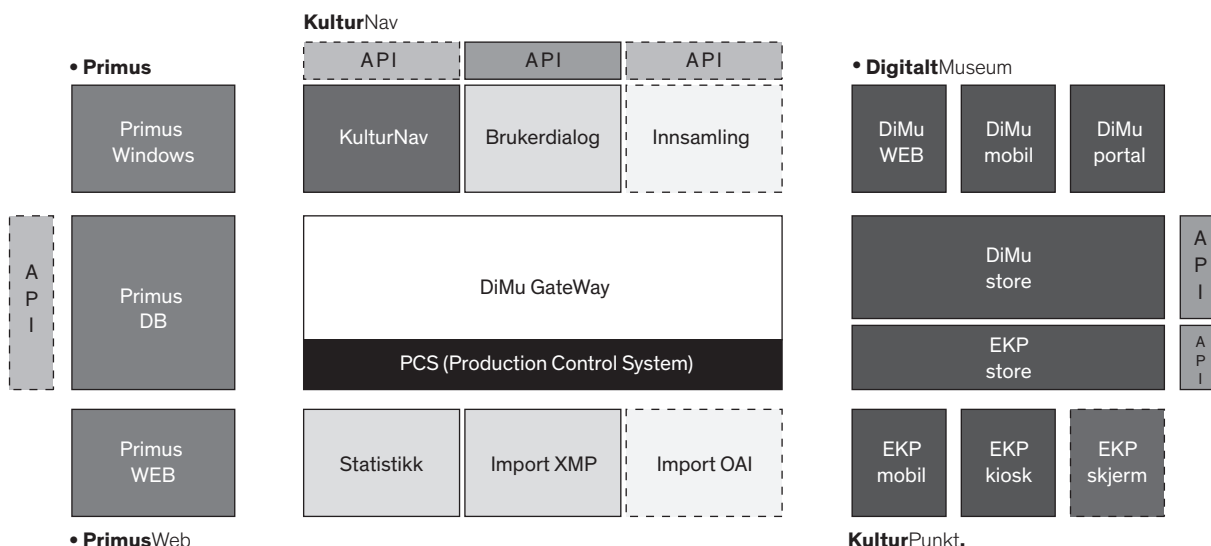 KulturNav
• Primus
API
API
API
• DigitaltMuseum
Primus
Windows
KulturNav
Brukerdialog
Innsamling
DiMu
WEB
DiMu
mobil
DiMu
portal
A
P
I
Primus
DB
DiMu GateWay
PCS (Production Control System)
DiMu
store
A
P
I
EKP
store
A
P
I
Primus
WEB
Statistikk
Import XMP
Import OAI
EKP
mobil
EKP
kiosk
EKP
skjerm
• PrimusWeb
KulturPunkt.